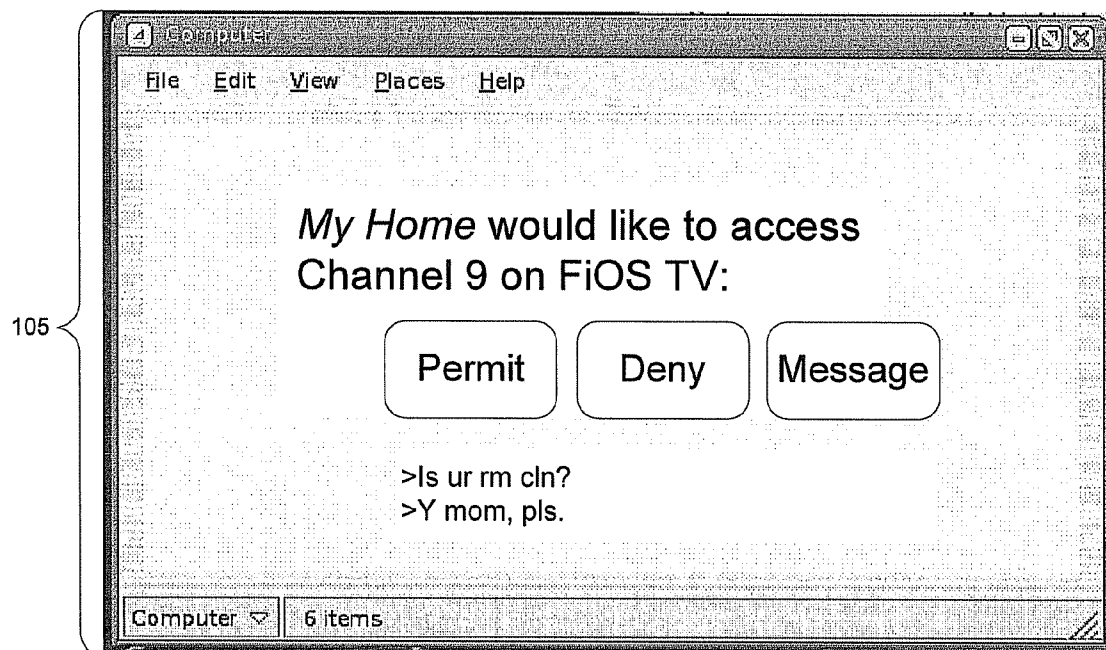 Computer
File Edit View Places Help
My Home would like to access
Channel 9 on FiOS TV:
105
Permit Deny Message
>Is ur rm cln?
>Y mom, pls.
Computer 6 items